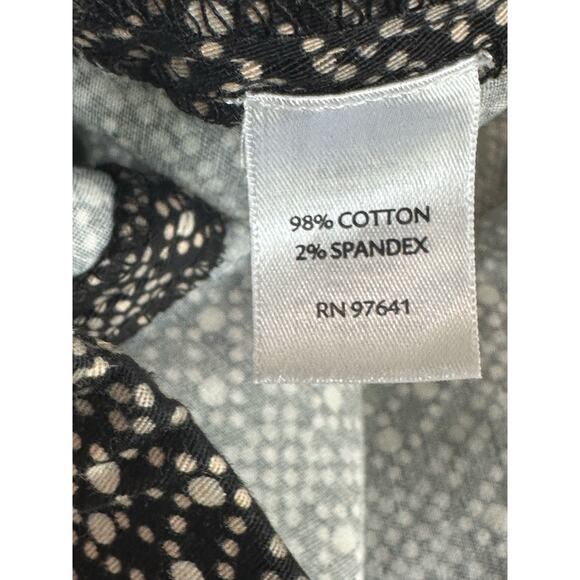 98% COTTON
2% SPANDEX
RN 97641